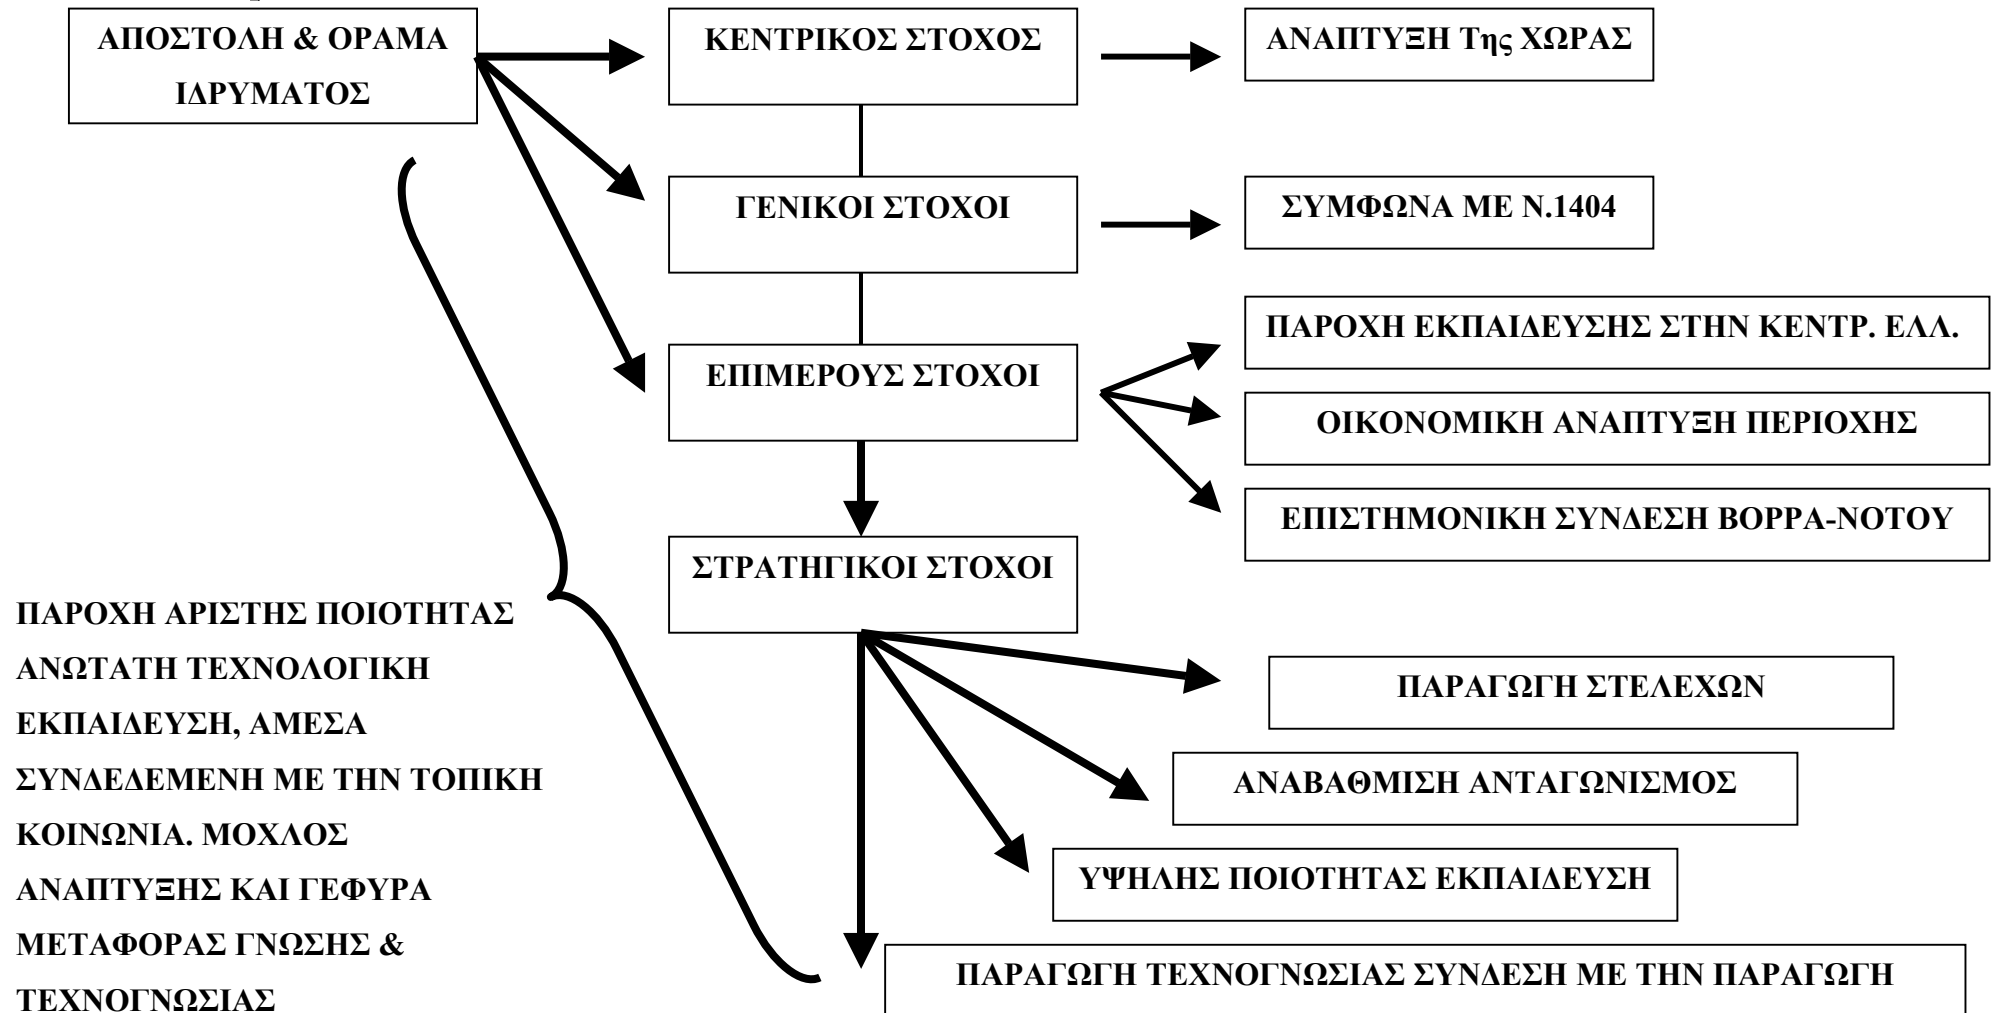 ΑΠΟΣΤΟΛΗ & ΟΡΑΜΑ
ΙΔΡΥΜΑΤΟΣ
ΚΕΝΤΡΙΚΟΣ ΣΤΟΧΟΣ
ΑΝΑΠΤΥΞΗ Της ΧΩΡΑΣ
ΓΕΝΙΚΟΙ ΣΤΟΧΟΙ
ΣΥΜΦΩΝΑ ΜΕ Ν.1404
ΕΠΙΜΕΡΟΥΣ ΣΤΟΧΟΙ
ΠΑΡΟΧΗ ΕΚΠΑΙΔΕΥΣΗΣ ΣΤΗΝ ΚΕΝΤΡ. ΕΛΛ.
ΟΙΚΟΝΟΜΙΚΗ ΑΝΑΠΤΥΞΗ ΠΕΡΙΟΧΗΣ
ΕΠΙΣΤΗΜΟΝΙΚΗ ΣΥΝΔΕΣΗ ΒΟΡΡΑ-ΝΟΤΟΥ
ΣΤΡΑΤΗΓΙΚΟΙ ΣΤΟΧΟΙ
ΠΑΡΑΓΩΓΗ ΣΤΕΛΕΧΩΝ
ΑΝΑΒΑΘΜΙΣΗ ΑΝΤΑΓΩΝΙΣΜΟΣ
ΥΨΗΛΗΣ ΠΟΙΟΤΗΤΑΣ ΕΚΠΑΙΔΕΥΣΗ
ΠΑΡΑΓΩΓΗ ΤΕΧΝΟΓΝΩΣΙΑΣ ΣΥΝΔΕΣΗ ΜΕ ΤΗΝ ΠΑΡΑΓΩΓΗ
ΠΑΡΟΧΗ ΑΡΙΣΤΗΣ ΠΟΙΟΤΗΤΑΣ
ΑΝΩΤΑΤΗ ΤΕΧΝΟΛΟΓΙΚΗ
ΕΚΠΑΙΔΕΥΣΗ, ΑΜΕΣΑ
ΣΥΝΔΕΔΕΜΕΝΗ ΜΕ ΤΗΝ ΤΟΠΙΚΗ
ΚΟΙΝΩΝΙΑ. ΜΟΧΛΟΣ
ΑΝΑΠΤΥΞΗΣ ΚΑΙ ΓΕΦΥΡΑ
ΜΕΤΑΦΟΡΑΣ ΓΝΩΣΗΣ &
ΤΕΧΝΟΓΝΩΣΙΑΣ